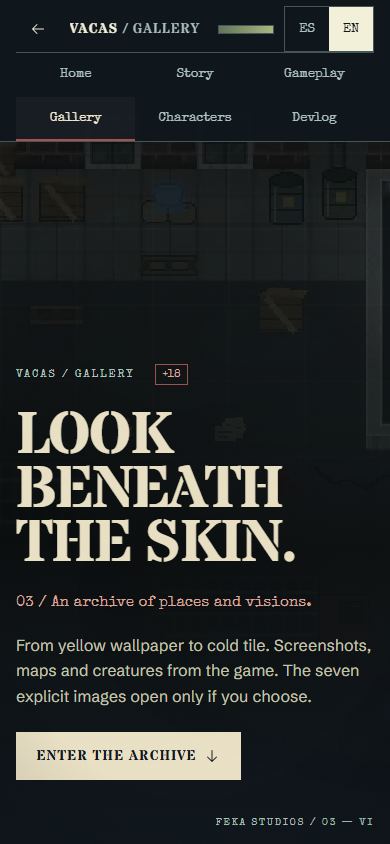 ← VACAS / GALLERY ES EN
Home Story Gameplay
Gallery Characters Devlog
VACAS / GALLERY +18
LOOK
BENEATH
THE SKIN.
03 / An archive of places and visions.
From yellow wallpaper to cold tile. Screenshots,
maps and creatures from the game. The seven
explicit images open only if you choose.
ENTER THE ARCHIVE ↓
FEKA STUDIOS / 03 — VI